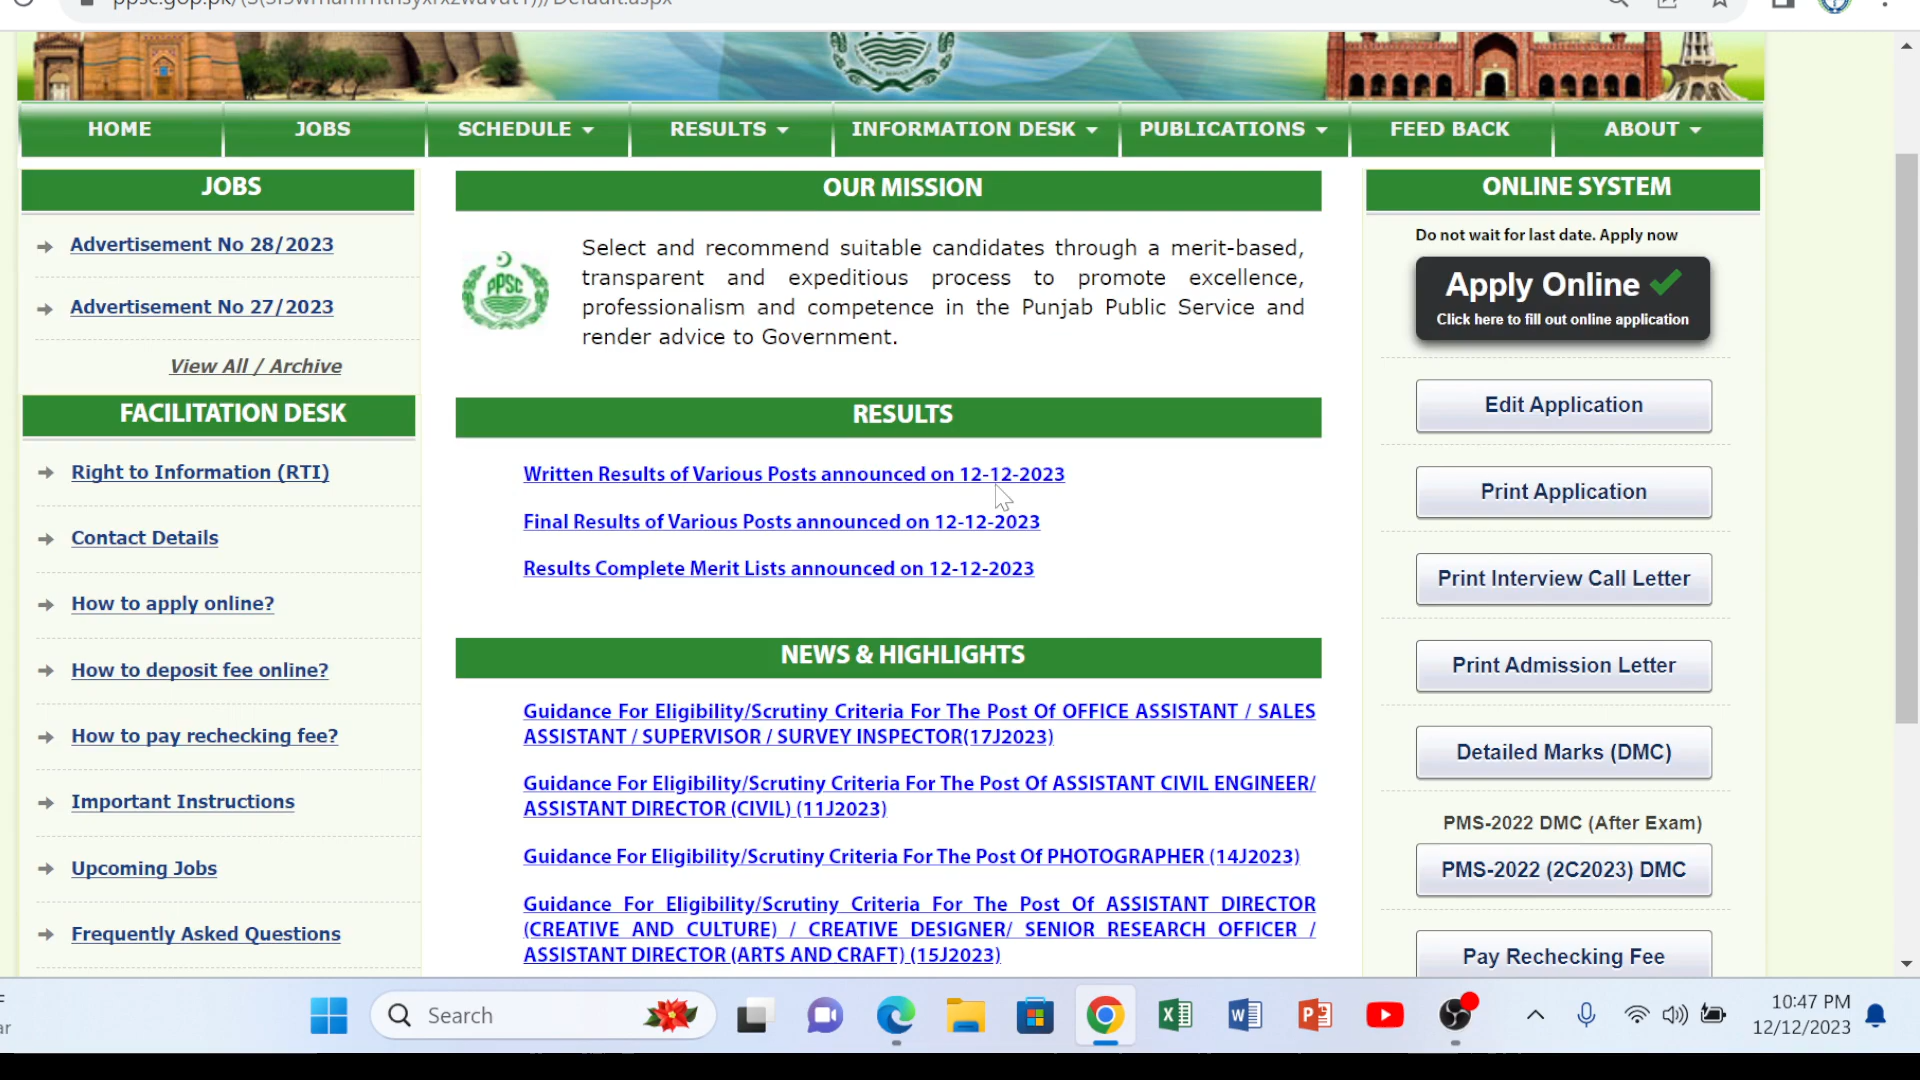 HOME JOBS SCHEDULE RESULTS INFORMATION DESK PUBLICATIONS FEED BACK ABOUT
JOBS
Advertisement No 28/2023
Advertisement No 27/2023
View All / Archive
FACILITATION DESK
Right to Information (RTI)
Contact Details
How to apply online?
How to deposit fee online?
How to pay rechecking fee?
Important Instructions
Upcoming Jobs
Frequently Asked Questions
OUR MISSION
PPSC
Select and recommend suitable candidates through a merit-based,
transparent and expeditious process to promote excellence,
professionalism and competence in the Punjab Public Service and
render advice to Government.
RESULTS
Written Results of Various Posts announced on 12-12-2023
Final Results of Various Posts announced on 12-12-2023
Results Complete Merit Lists announced on 12-12-2023
NEWS & HIGHLIGHTS
Guidance For Eligibility/Scrutiny Criteria For The Post Of OFFICE ASSISTANT / SALES
ASSISTANT / SUPERVISOR / SURVEY INSPECTOR(17J2023)
Guidance For Eligibility/Scrutiny Criteria For The Post Of ASSISTANT CIVIL ENGINEER/
ASSISTANT DIRECTOR (CIVIL) (11J2023)
Guidance For Eligibility/Scrutiny Criteria For The Post Of PHOTOGRAPHER (14J2023)
Guidance For Eligibility/Scrutiny Criteria For The Post Of ASSISTANT DIRECTOR
(CREATIVE AND CULTURE) / CREATIVE DESIGNER/ SENIOR RESEARCH OFFICER /
ASSISTANT DIRECTOR (ARTS AND CRAFT) (15J2023)
ONLINE SYSTEM
Do not wait for last date. Apply now
Apply Online
Click here to fill out online application
Edit Application
Print Application
Print Interview Call Letter
Print Admission Letter
Detailed Marks (DMC)
PMS-2022 DMC (After Exam)
PMS-2022 (2C2023) DMC
Pay Rechecking Fee
Search
10:47 PM
12/12/2023